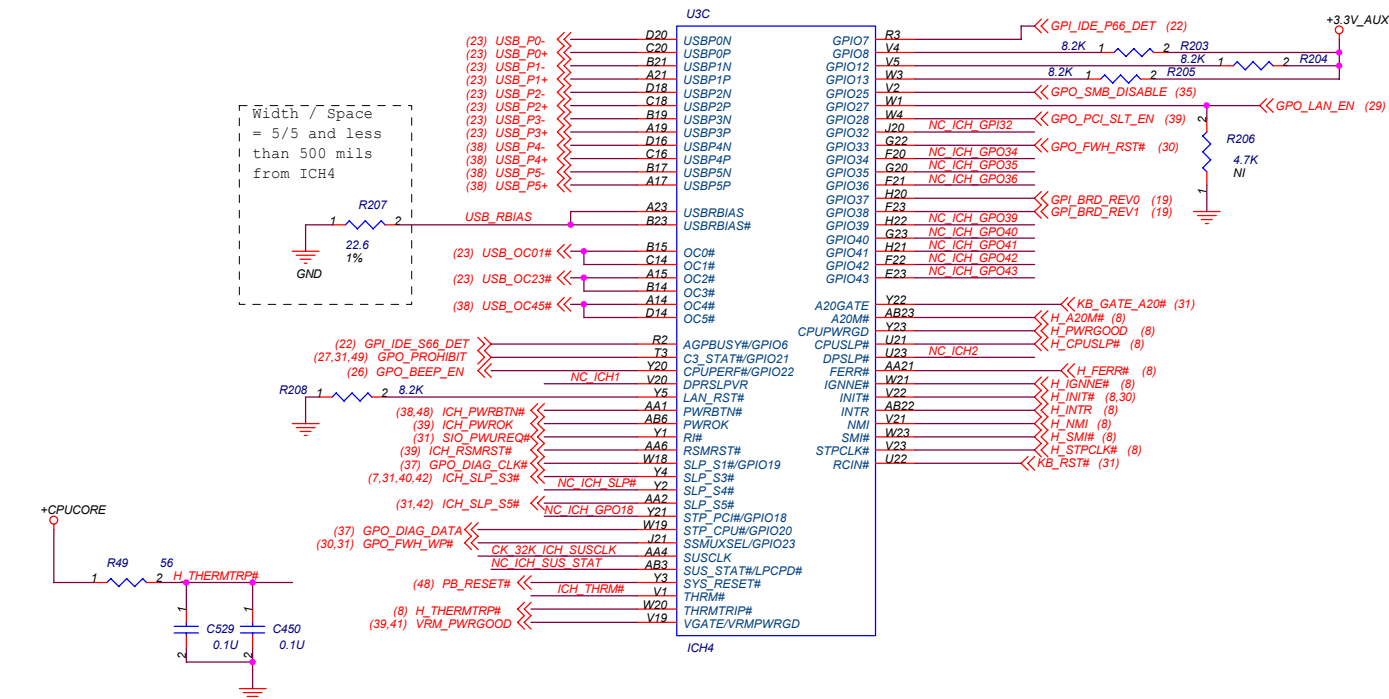 U3C
(23) USB_P0- D20 USBP0N
(23) USB_P0+ C20 USBP0P
(23) USB_P1- B21 USBP1N
(23) USB_P1+ A21 USBP1P
(23) USB_P2- D18 USBP2N
(23) USB_P2+ C18 USBP2P
(23) USB_P3- B19 USBP3N
(23) USB_P3+ A19 USBP3P
(38) USB_P4- D16 USBP4N
(38) USB_P4+ C16 USBP4P
(38) USB_P5- B17 USBP5N
(38) USB_P5+ A17 USBP5P
Width / Space
= 5/5 and less
than 500 mils
from ICH4
R207
1 2
22.6
1%
GND
USB_RBIAS
A23 USBRBIAS
B23 USBRBIAS#
(23) USB_OC01# B15 OC0#
C14 OC1#
(23) USB_OC23# A15 OC2#
B14 OC3#
(38) USB_OC45# A14 OC4#
D14 OC5#
(22) GPI_IDE_S66_DET R2 AGPBUSY#/GPIO6
(27,31,49) GPO_PROHIBIT T3 C3_STAT#/GPIO21
(26) GPO_BEEP_EN Y20 CPUPERF#/GPIO22
NC_ICH1 V20 DPRSLPVR
R208 1 2 8.2K Y5 LAN_RST#
(38,48) ICH_PWRBTN# AA1 PWRBTN#
(39) ICH_PWROK AB6 PWROK
(31) SIO_PWUREQ# Y1 RI#
(39) ICH_RSMRST# AA6 RSMRST#
(37) GPO_DIAG_CLK# W18 SLP_S1#/GPIO19
(7,31,40,42) ICH_SLP_S3# Y4 SLP_S3#
NC_ICH_SLP# Y2 SLP_S4#
(31,42) ICH_SLP_S5# AA2 SLP_S5#
NC_ICH_GPO18 Y21 STP_PCI#/GPIO18
(37) GPO_DIAG_DATA W19 STP_CPU#/GPIO20
(30,31) GPO_FWH_WP# J21 SSMUXSEL/GPIO23
CK_32K_ICH_SUSCLK AA4 SUSCLK
NC_ICH_SUS_STAT AB3 SUS_STAT#/LPCPD#
(48) PB_RESET# Y3 SYS_RESET#
ICH_THRM# V1 THRM#
(8) H_THERMTRP# W20 THRMTRIP#
(39,41) VRM_PWRGOOD V19 VGATE/VRMPWRGD
ICH4
GPIO7 R3 GPI_IDE_P66_DET (22)
+3.3V_AUX
GPIO8 V4 8.2K 1 2 R203
GPIO12 V5 8.2K 1 2 R204
GPIO13 W3 8.2K 1 2 R205
GPIO25 V2 GPO_SMB_DISABLE (35)
GPIO27 W1 GPO_LAN_EN (29)
GPIO28 W4 GPO_PCI_SLT_EN (39)
GPIO32 J20 NC_ICH_GPI32
GPIO33 G22 GPO_FWH_RST# (30)
GPIO34 F20 NC_ICH_GPO34
GPIO35 G20 NC_ICH_GPO35
GPIO36 F21 NC_ICH_GPO36
GPIO37 H20 GPI_BRD_REV0 (19)
GPIO38 F23 GPI_BRD_REV1 (19)
GPIO39 H22 NC_ICH_GPO39
GPIO40 G23 NC_ICH_GPO40
GPIO41 H21 NC_ICH_GPO41
GPIO42 F22 NC_ICH_GPO42
GPIO43 E23 NC_ICH_GPO43
2
R206
4.7K
NI
1
A20GATE Y22 KB_GATE_A20# (31)
A20M# AB23 H_A20M# (8)
CPUPWRGD Y23 H_PWRGOOD (8)
CPUSLP# U21 H_CPUSLP# (8)
DPSLP# U23 NC_ICH2
FERR# AA21 H_FERR# (8)
IGNNE# W21 H_IGNNE# (8)
INIT# V22 H_INIT# (8,30)
INTR AB22 H_INTR (8)
NMI V21 H_NMI (8)
SMI# W23 H_SMI# (8)
STPCLK# V23 H_STPCLK# (8)
RCIN# U22 KB_RST# (31)
+CPUCORE
R49 56
1 2 H_THERMTRP#
1 1
C529 C450
0.1U 0.1U
2 2